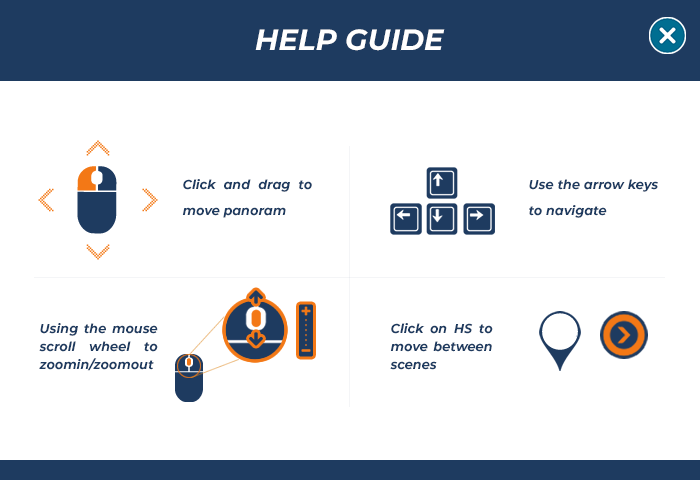 HELP GUIDE
Click and drag to
move panoram
Use the arrow keys
to navigate
Using the mouse
scroll wheel to
zoomin/zoomout
Click on HS to
move between
scenes